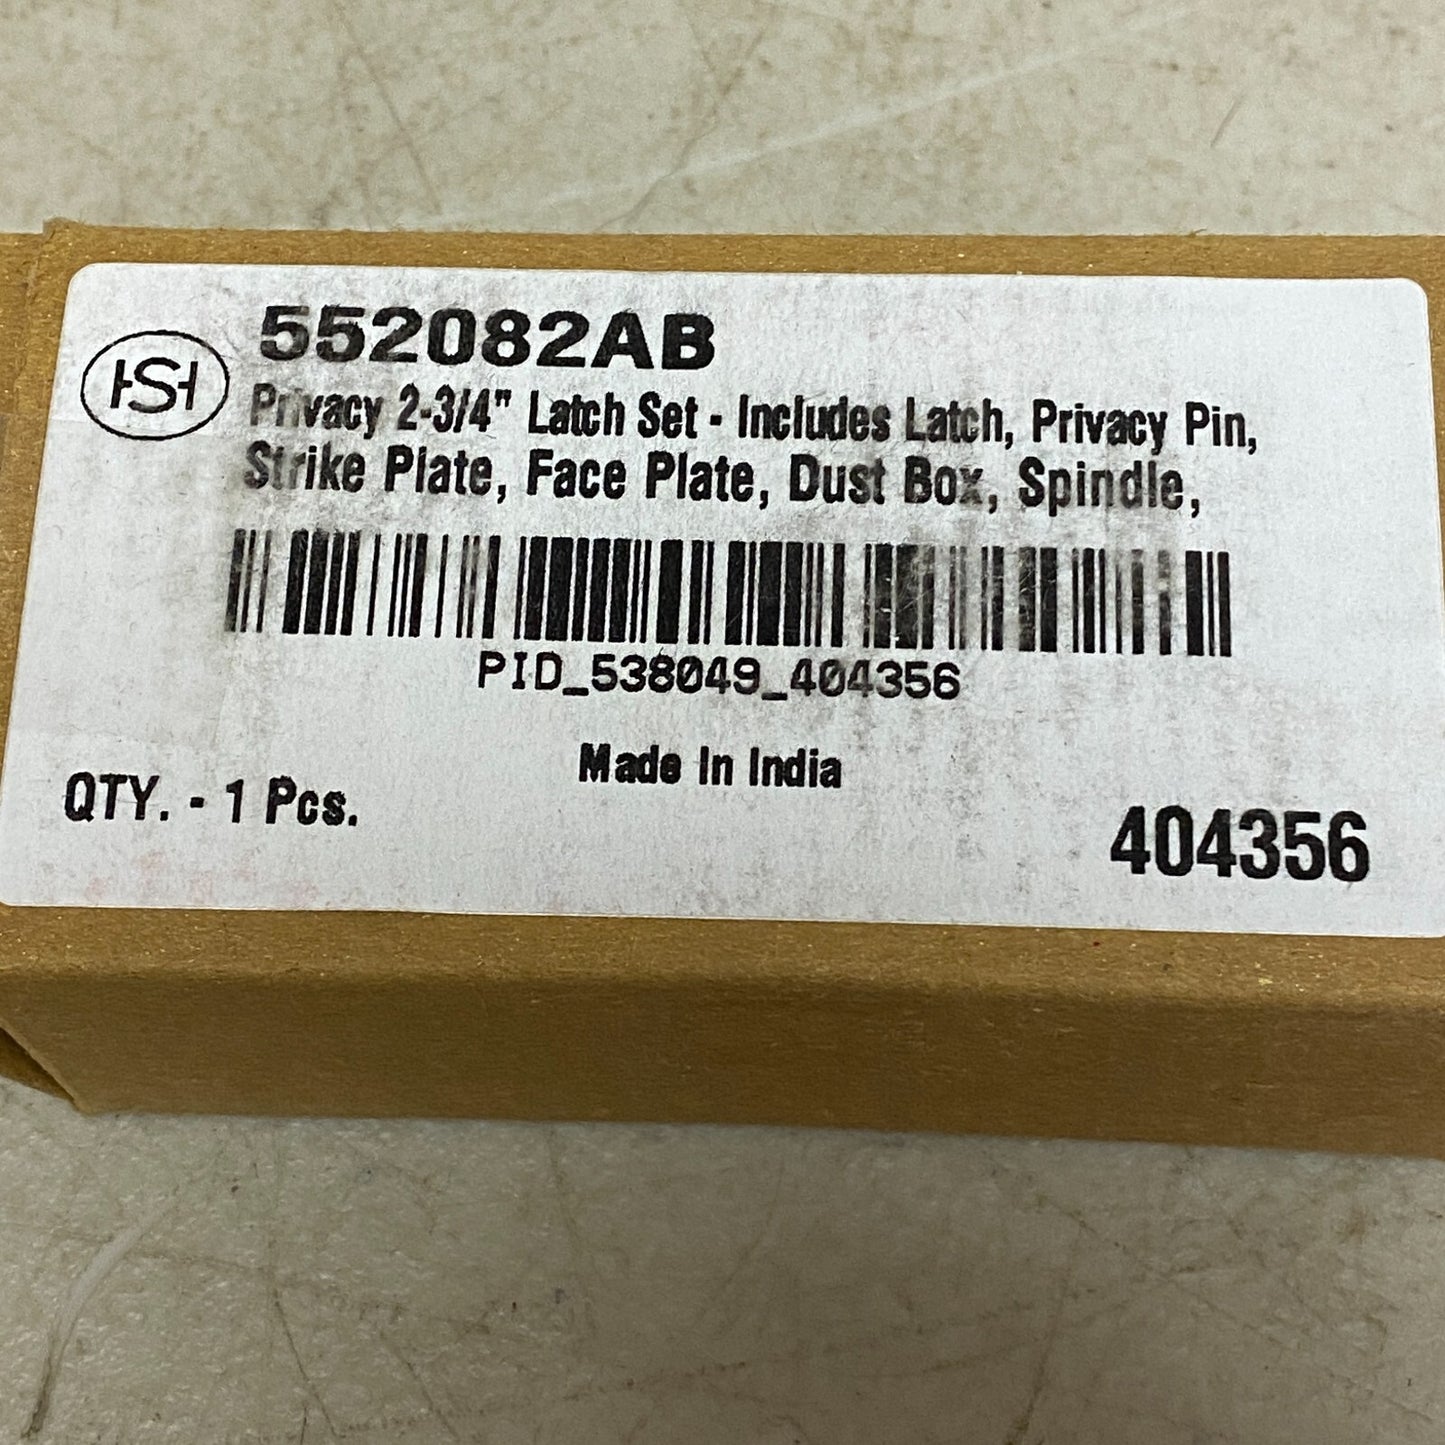 552082AB
HSH
Privacy 2-3/4" Latch Set - Includes Latch, Privacy Pin,
Strike Plate, Face Plate, Dust Box, Spindle,
PID_538049_404356
Made In India
QTY. - 1 Pcs.
404356